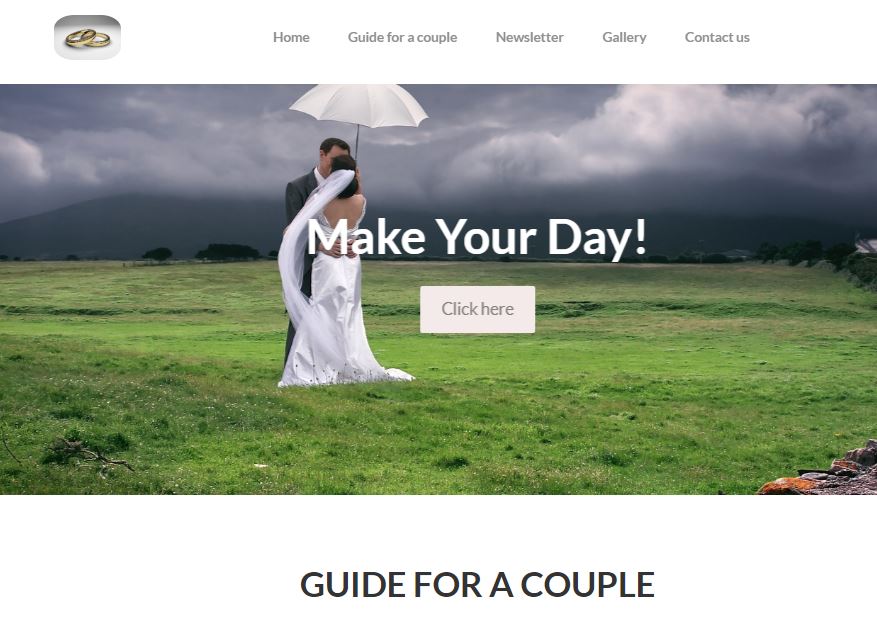 Home Guide for a couple Newsletter Gallery Contact us
Make Your Day!
Click here
GUIDE FOR A COUPLE